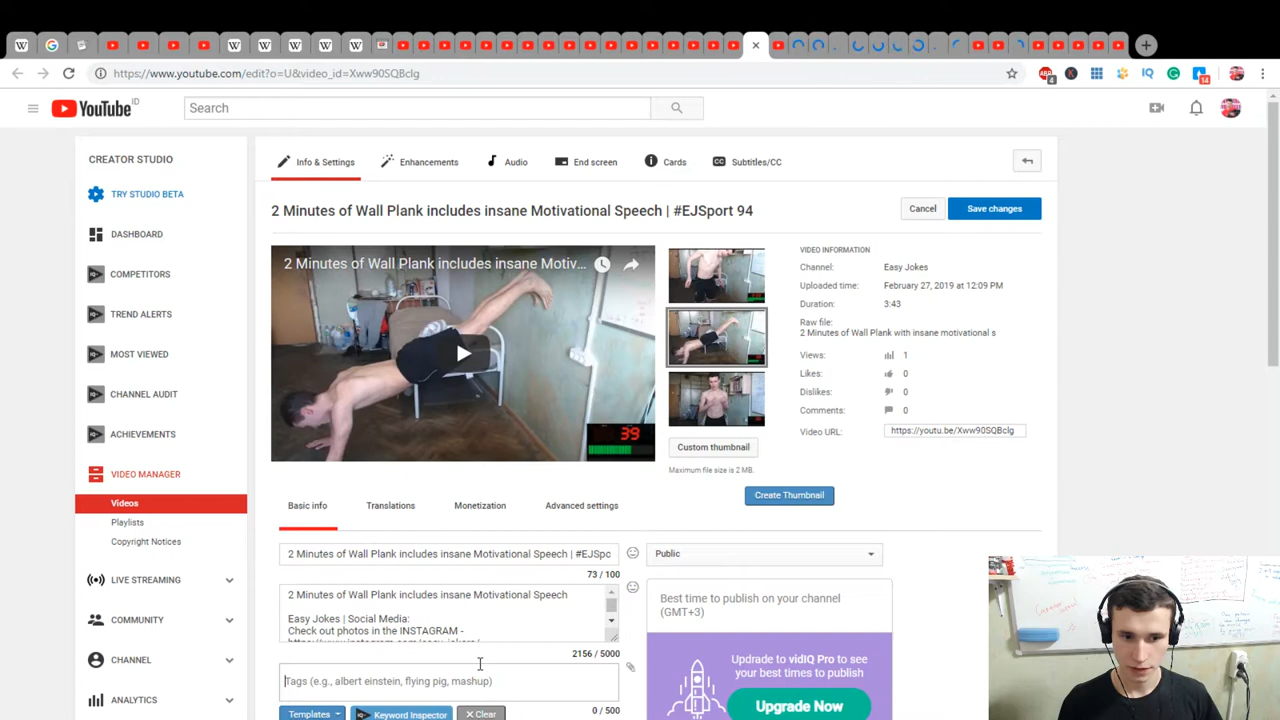 https://www.youtube.com/edit?o=U&video_id=Xww90SQBclg
4
14
YouTube ID
Search
CREATOR STUDIO
TRY STUDIO BETA
DASHBOARD
COMPETITORS
TREND ALERTS
MOST VIEWED
CHANNEL AUDIT
ACHIEVEMENTS
VIDEO MANAGER
Videos
Playlists
Copyright Notices
LIVE STREAMING
COMMUNITY
CHANNEL
ANALYTICS
Info & Settings
Enhancements
Audio
End screen
Cards
Subtitles/CC
2 Minutes of Wall Plank includes insane Motivational Speech | #EJSport 94
Cancel
Save changes
2 Minutes of Wall Plank includes insane Motiv...
39
Custom thumbnail
Maximum file size is 2 MB.
Create Thumbnail
VIDEO INFORMATION
Channel: Easy Jokes
Uploaded time: February 27, 2019 at 12:09 PM
Duration: 3:43
Raw file:
2 Minutes of Wall Plank with insane motivational s
Views: 1
Likes: 0
Dislikes: 0
Comments: 0
Video URL: https://youtu.be/Xww90SQBclg
Basic info
Translations
Monetization
Advanced settings
2 Minutes of Wall Plank includes insane Motivational Speech | #EJSpo
73 / 100
Public
2 Minutes of Wall Plank includes insane Motivational Speech
Easy Jokes | Social Media:
Check out photos in the INSTAGRAM -
2156 / 5000
Tags (e.g., albert einstein, flying pig, mashup)
0 / 500
Templates
Keyword Inspector
Clear
Best time to publish on your channel
(GMT+3)
Upgrade to vidIQ Pro to see
your best times to publish
Upgrade Now